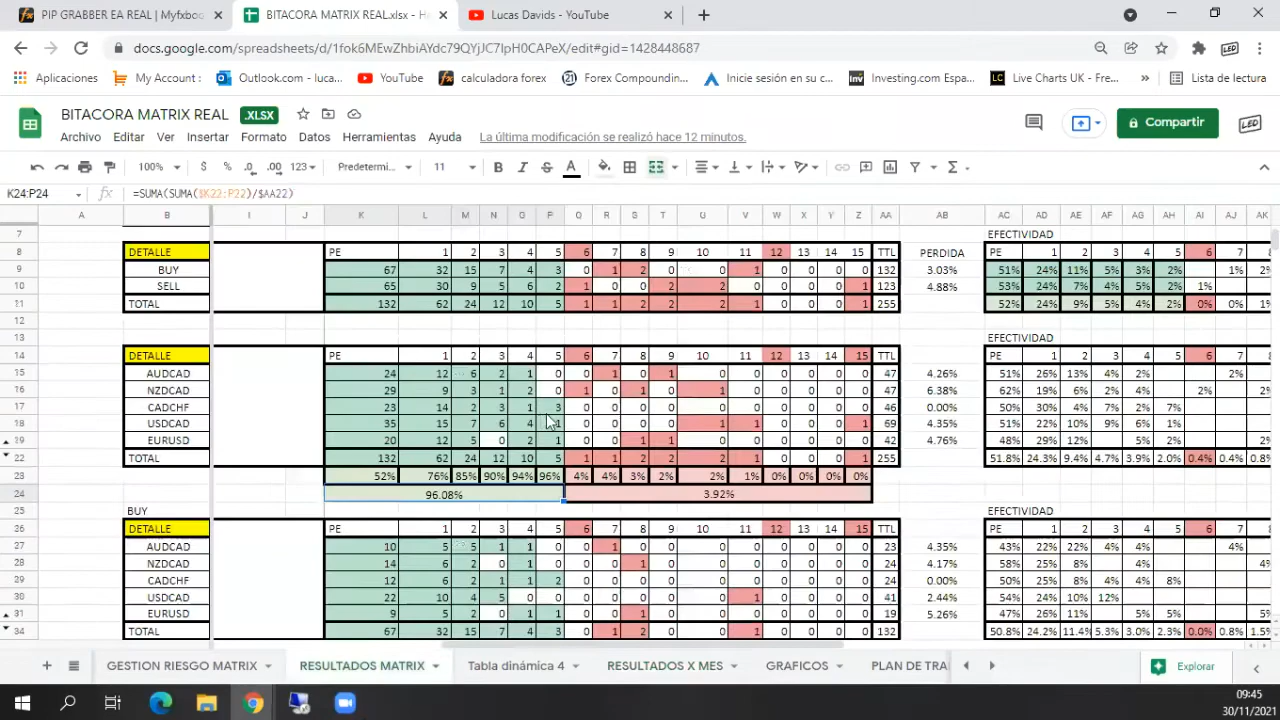 PIP GRABBER EA REAL | Myfxboo
BITACORA MATRIX REAL.xlsx - H
Lucas Davids - YouTube
docs.google.com/spreadsheets/d/1fok6MEwZhbiAYdc79QYjJC7IpH0CAPeX/edit#gid=1428448687
Aplicaciones My Account : Outlook.com - luca... YouTube calculadora forex Forex Compoundin... Inicie sesión en su c... Investing.com Espa... Live Charts UK - Fre... » Lista de lectura
BITACORA MATRIX REAL .XLSX
Archivo Editar Ver Insertar Formato Datos Herramientas Ayuda La última modificación se realizó hace 12 minutos. Compartir
100% $ % .0 .00 123 Predetermi... 11 B I S A
K24:P24 fx =SUMA(SUMA($K22:P22)/$AA22)
A B I J K L M N O P Q R S T U V W X Y Z AA AB AC AD AE AF AG AH AI AJ AK
7 EFECTIVIDAD
8 DETALLE PE 1 2 3 4 5 6 7 8 9 10 11 12 13 14 15 TTL PERDIDA PE 1 2 3 4 5 6 7
9 BUY 67 32 15 7 4 3 0 1 2 0 0 1 0 0 0 0 132 3.03% 51% 24% 11% 5% 3% 2% 1% 2%
10 SELL 65 30 9 5 6 2 1 0 0 2 2 0 0 0 0 1 123 4.88% 53% 24% 7% 4% 5% 2% 1%
11 TOTAL 132 62 24 12 10 5 1 1 2 2 2 1 0 0 0 1 255 52% 24% 9% 5% 4% 2% 0% 0% 1%
12
13 EFECTIVIDAD
14 DETALLE PE 1 2 3 4 5 6 7 8 9 10 11 12 13 14 15 TTL PE 1 2 3 4 5 6 7
15 AUDCAD 24 12 6 2 1 0 0 1 0 1 0 0 0 0 0 0 47 4.26% 51% 26% 13% 4% 2% 2%
16 NZDCAD 29 9 3 1 2 0 1 0 1 0 1 0 0 0 0 0 47 6.38% 62% 19% 6% 2% 4% 2% 2%
17 CADCHF 23 14 2 3 1 3 0 0 0 0 0 0 0 0 0 0 46 0.00% 50% 30% 4% 7% 2% 7%
18 USDCAD 35 15 7 6 4 1 0 0 0 0 1 1 0 0 0 1 69 4.35% 51% 22% 10% 9% 6% 1%
19 EURUSD 20 12 5 0 2 1 0 0 1 1 0 0 0 0 0 0 42 4.76% 48% 29% 12% 5% 2% 2%
22 TOTAL 132 62 24 12 10 5 1 1 2 2 2 1 0 0 0 1 255 51.8% 24.3% 9.4% 4.7% 3.9% 2.0% 0.4% 0.4% 0.8%
23 52% 76% 85% 90% 94% 96% 4% 4% 3% 2% 2% 1% 0% 0% 0% 0%
24 96.08% 3.92%
25 BUY EFECTIVIDAD
26 DETALLE PE 1 2 3 4 5 6 7 8 9 10 11 12 13 14 15 TTL PE 1 2 3 4 5 6 7
27 AUDCAD 10 5 5 1 1 0 0 1 0 0 0 0 0 0 0 0 23 4.35% 43% 22% 22% 4% 4% 4%
28 NZDCAD 14 6 2 0 1 0 0 0 1 0 0 0 0 0 0 0 24 4.17% 58% 25% 8% 4% 4%
29 CADCHF 12 6 2 1 1 2 0 0 0 0 0 0 0 0 0 0 24 0.00% 50% 25% 8% 4% 4% 8%
30 USDCAD 22 10 4 5 0 0 0 0 0 0 0 1 0 0 0 0 41 2.44% 54% 24% 10% 12%
31 EURUSD 9 5 2 0 1 1 0 0 1 0 0 0 0 0 0 0 19 5.26% 47% 26% 11% 5% 5% 5%
34 TOTAL 67 32 15 7 4 3 0 1 2 0 0 1 0 0 0 0 132 50.8% 24.2% 11.4% 5.3% 3.0% 2.3% 0.0% 0.8% 1.5%
GESTION RIESGO MATRIX RESULTADOS MATRIX Tabla dinámica 4 RESULTADOS X MES GRAFICOS PLAN DE TRA Explorar
09:45
30/11/2021